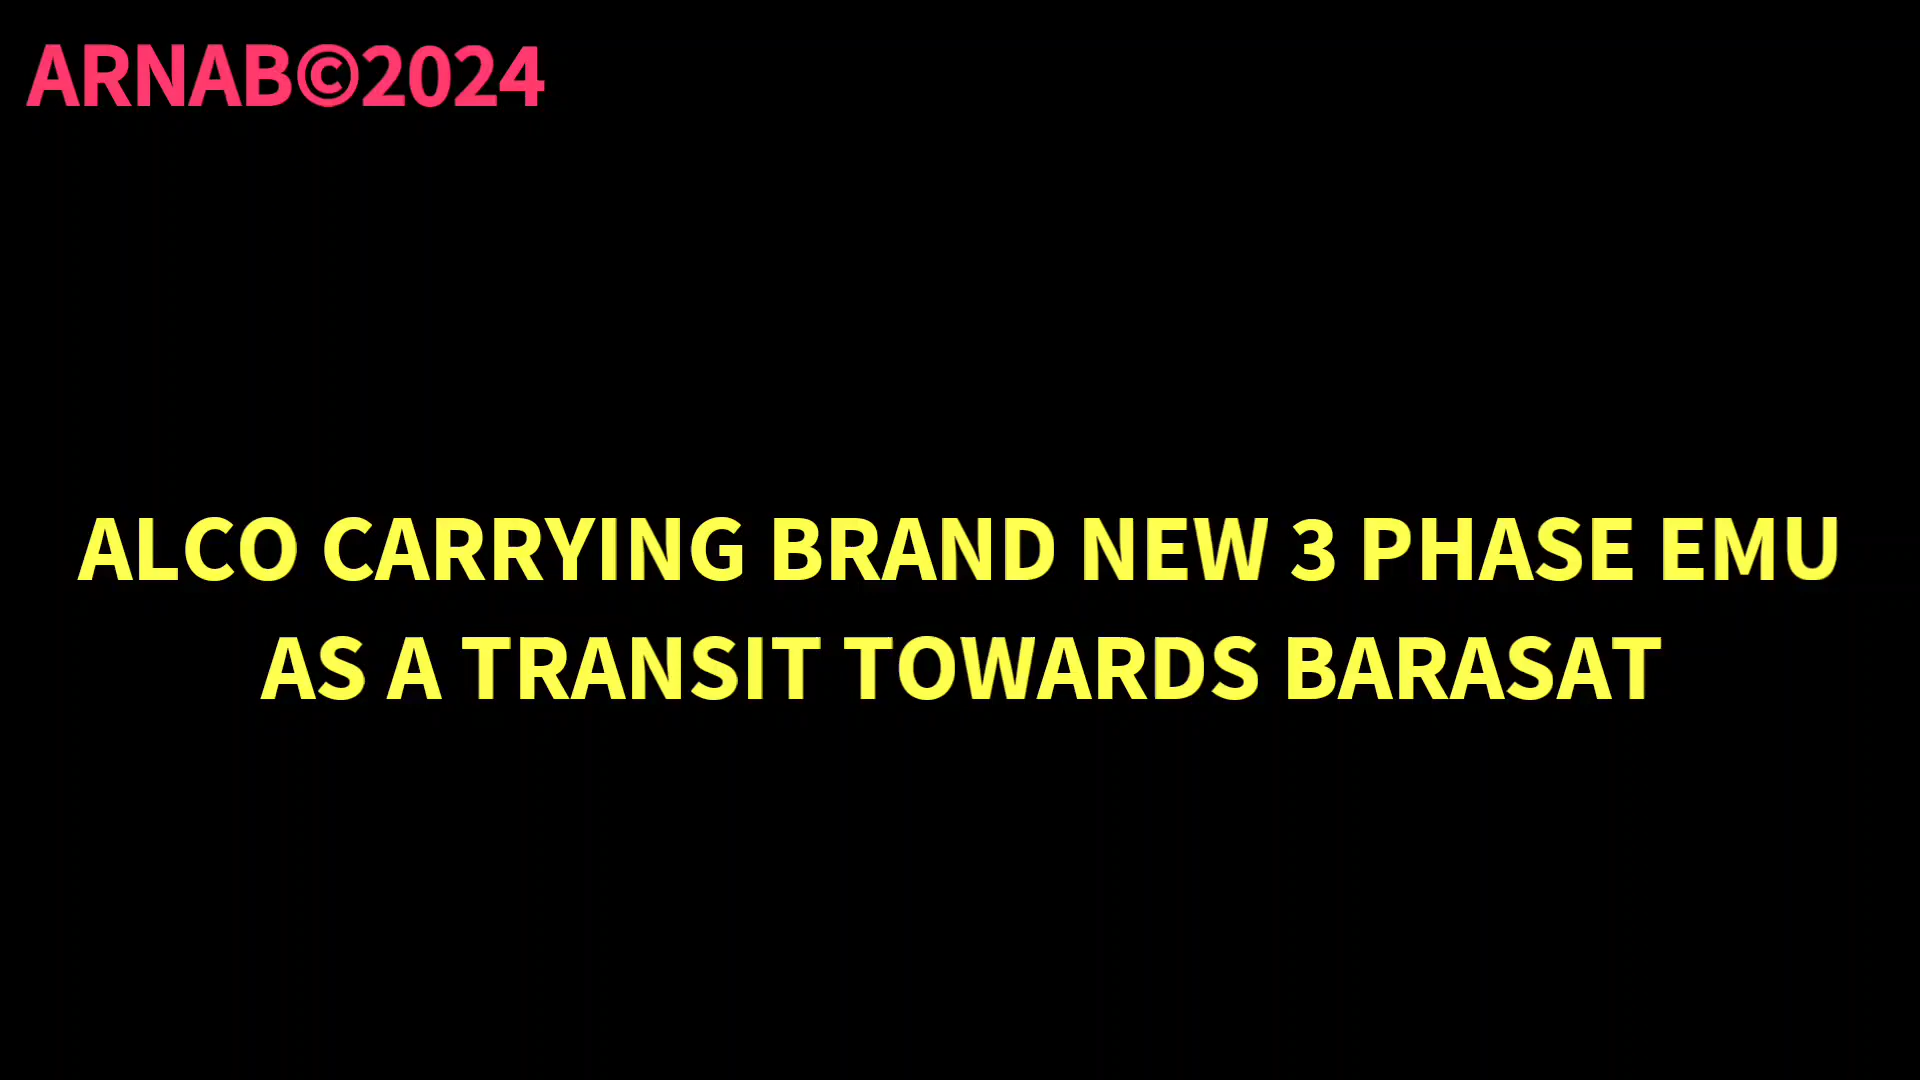 ARNAB©2024
ALCO CARRYING BRAND NEW 3 PHASE EMU
AS A TRANSIT TOWARDS BARASAT